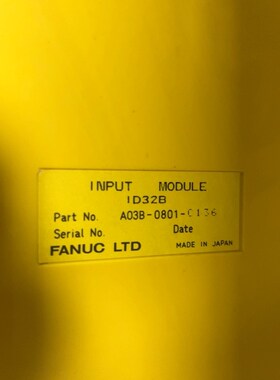 INPUT MODULE
ID32B
Part No. A03B-0801-C136
Serial No. Date
FANUC LTD MADE IN JAPAN